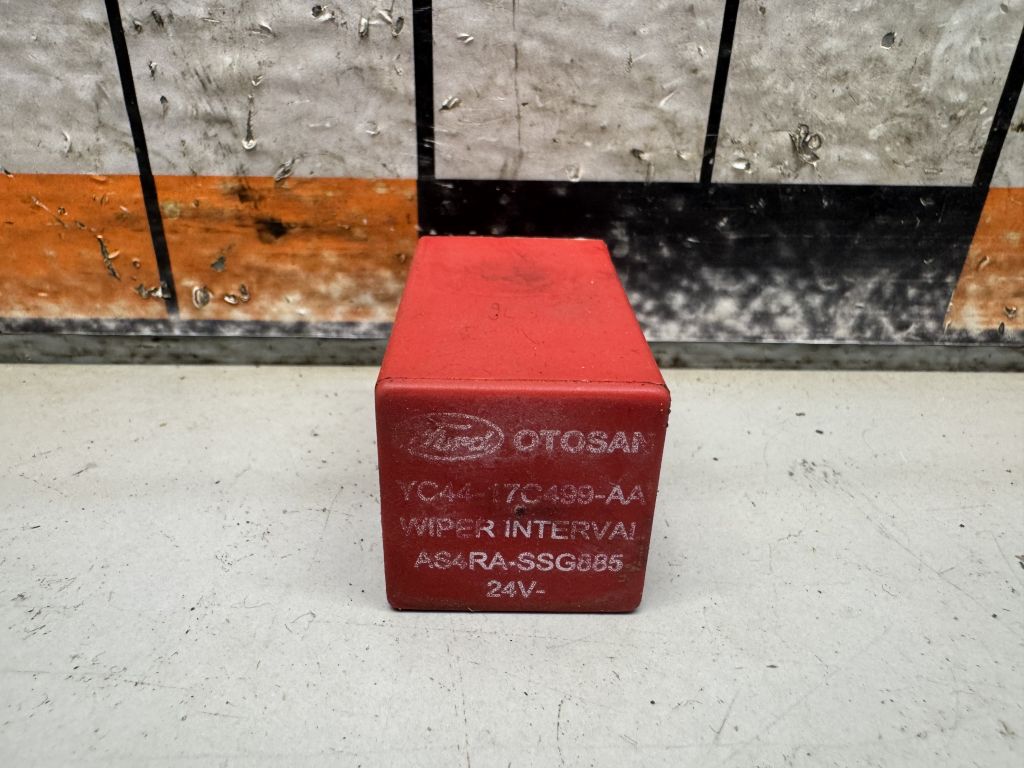 Ford OTOSAN
YC44-17C499-AA
WIPER INTERVAL
AS4RA-SSG885
24V-